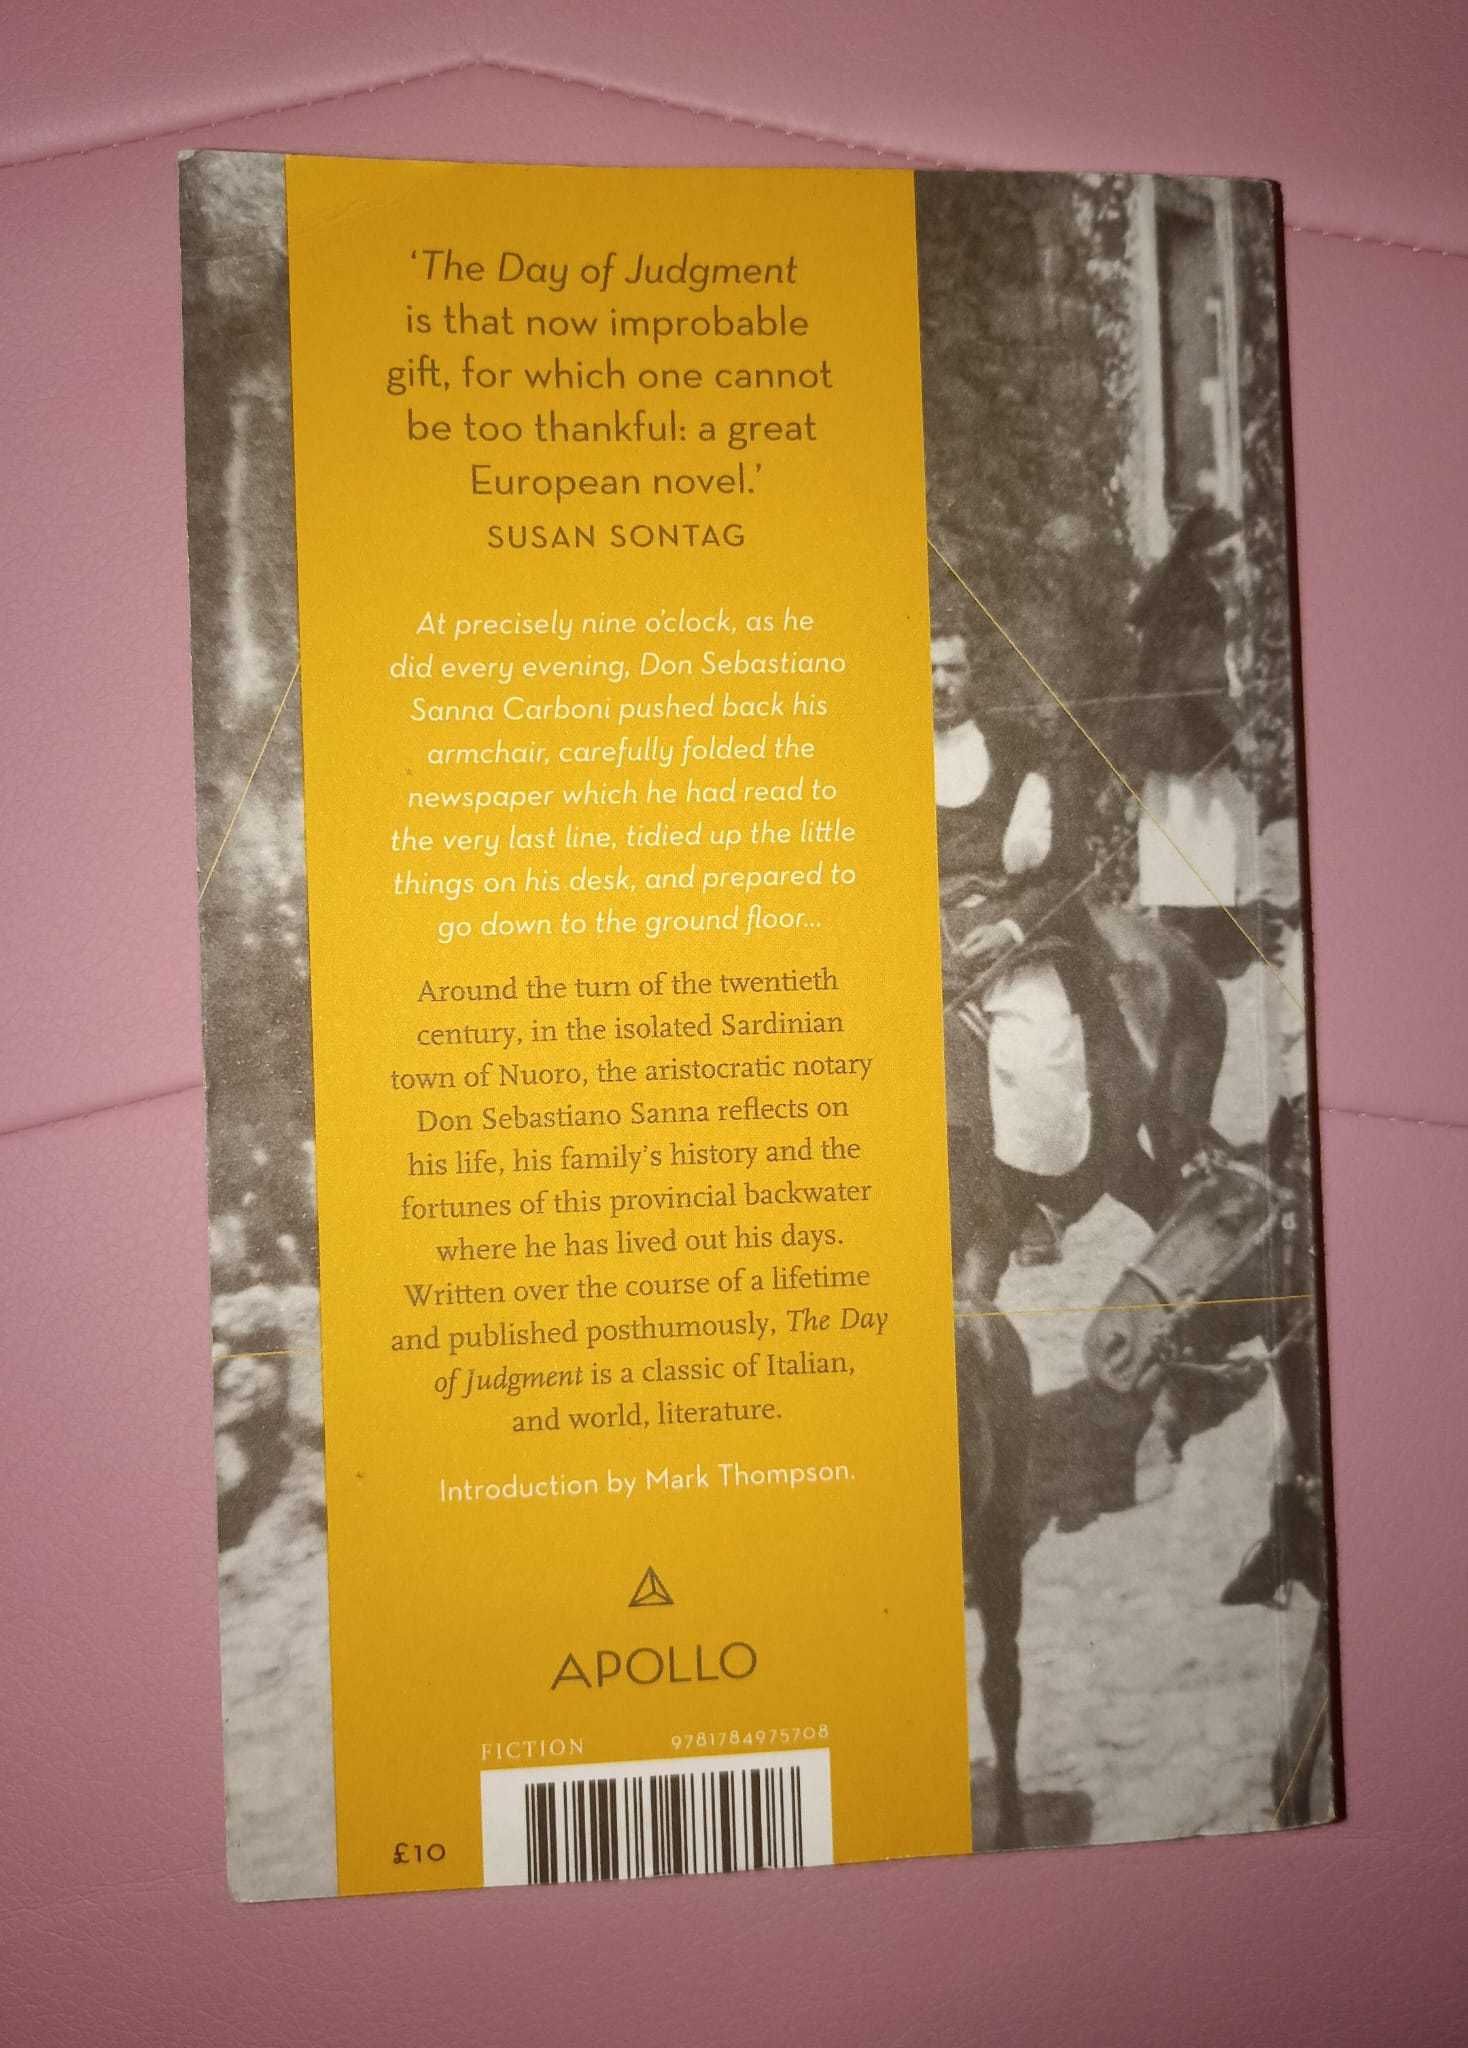 ‘The Day of Judgment
is that now improbable
gift, for which one cannot
be too thankful: a great
European novel.’
SUSAN SONTAG
At precisely nine o’clock, as he
did every evening, Don Sebastiano
Sanna Carboni pushed back his
armchair, carefully folded the
newspaper which he had read to
the very last line, tidied up the little
things on his desk, and prepared to
go down to the ground floor...
Around the turn of the twentieth
century, in the isolated Sardinian
town of Nuoro, the aristocratic notary
Don Sebastiano Sanna reflects on
his life, his family’s history and the
fortunes of this provincial backwater
where he has lived out his days.
Written over the course of a lifetime
and published posthumously, The Day
of Judgment is a classic of Italian,
and world, literature.
Introduction by Mark Thompson.
APOLLO
FICTION 9781784975708
£10